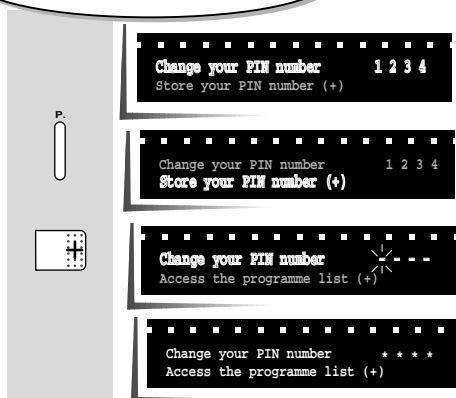 Change your PIN number 1 2 3 4
Store your PIN number (+)
P.
Change your PIN number 1 2 3 4
Store your PIN number (+)
+
Change your PIN number - - - -
Access the programme list (+)
Change your PIN number * * * *
Access the programme list (+)